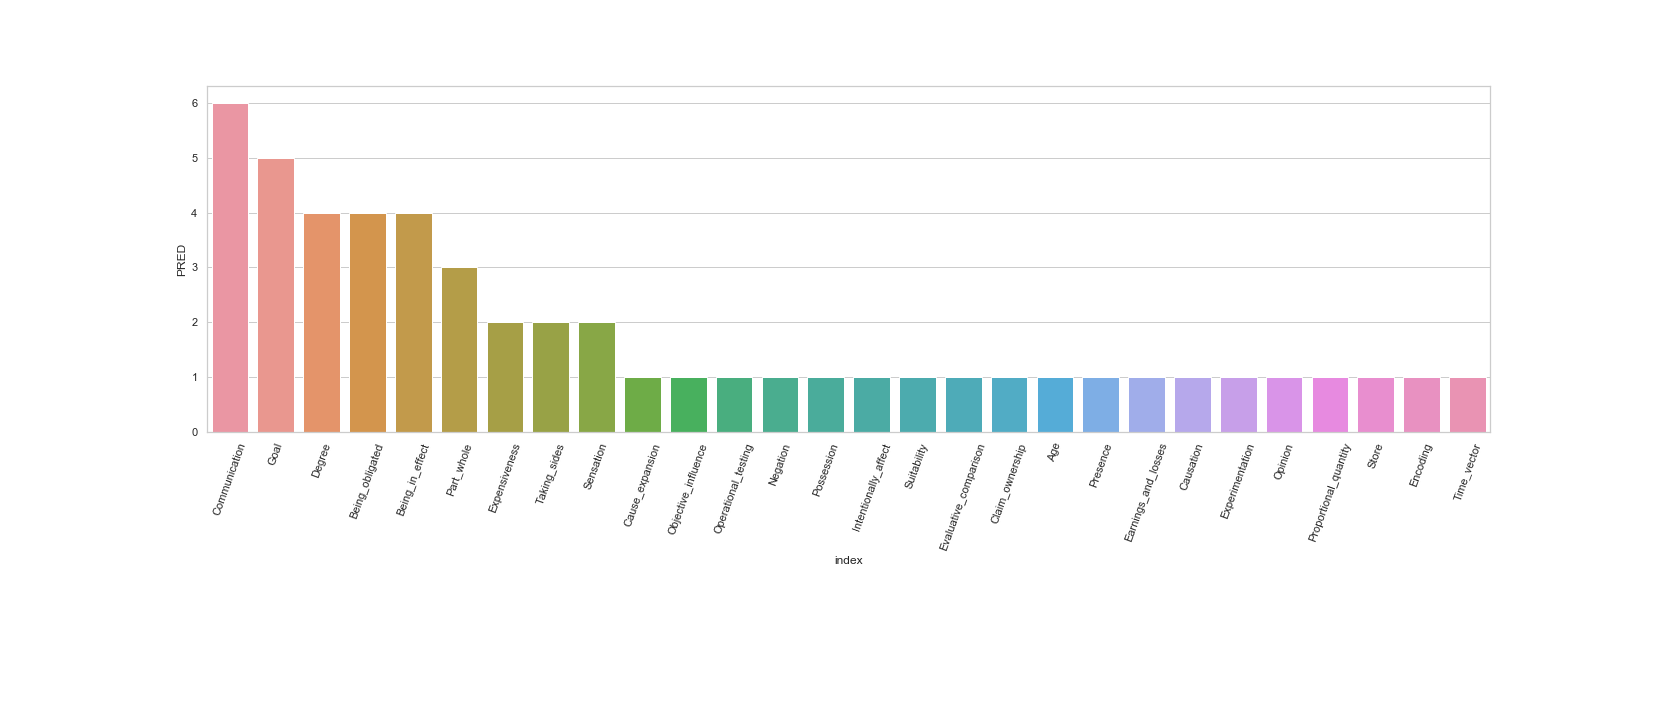 6
5
4
3
2
1
0
PRED
Communication
Goal
Degree
Being_obligated
Being_in_effect
Part_whole
Expensiveness
Taking_sides
Sensation
Cause_expansion
Objective_influence
Operational_testing
Negation
Possession
Intentionally_affect
Suitability
Evaluative_comparison
Claim_ownership
Age
Presence
Earnings_and_losses
Causation
Experimentation
Opinion
Proportional_quantity
Store
Encoding
Time_vector
index